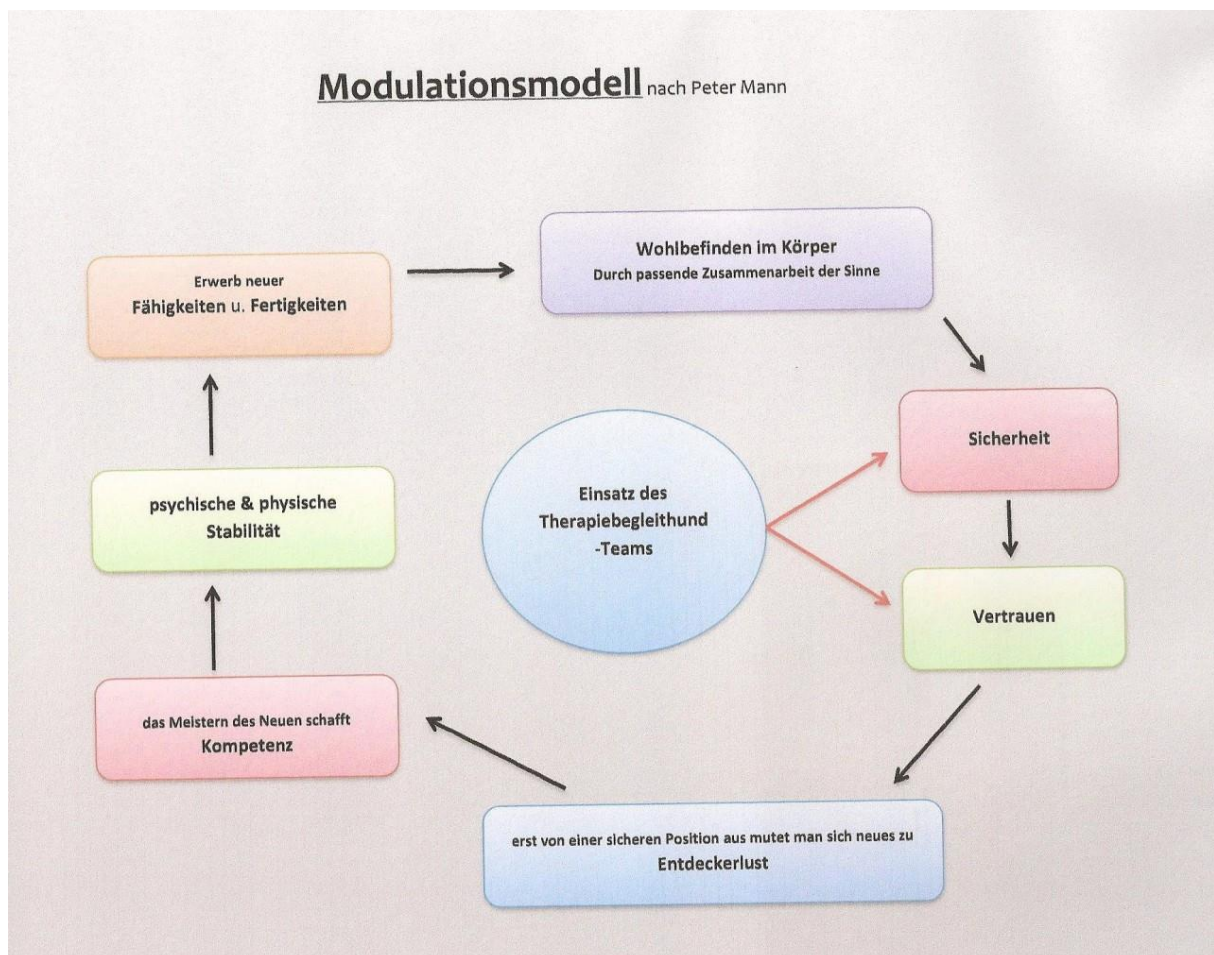 Modulationsmodell nach Peter Mann
Wohlbefinden im Körper
Durch passende Zusammenarbeit der Sinne
Erwerb neuer
Fähigkeiten u. Fertigkeiten
Sicherheit
Einsatz des
Therapiebegleithund
-Teams
psychische & physische
Stabilität
Vertrauen
das Meistern des Neuen schafft
Kompetenz
erst von einer sicheren Position aus mutet man sich neues zu
Entdeckerlust